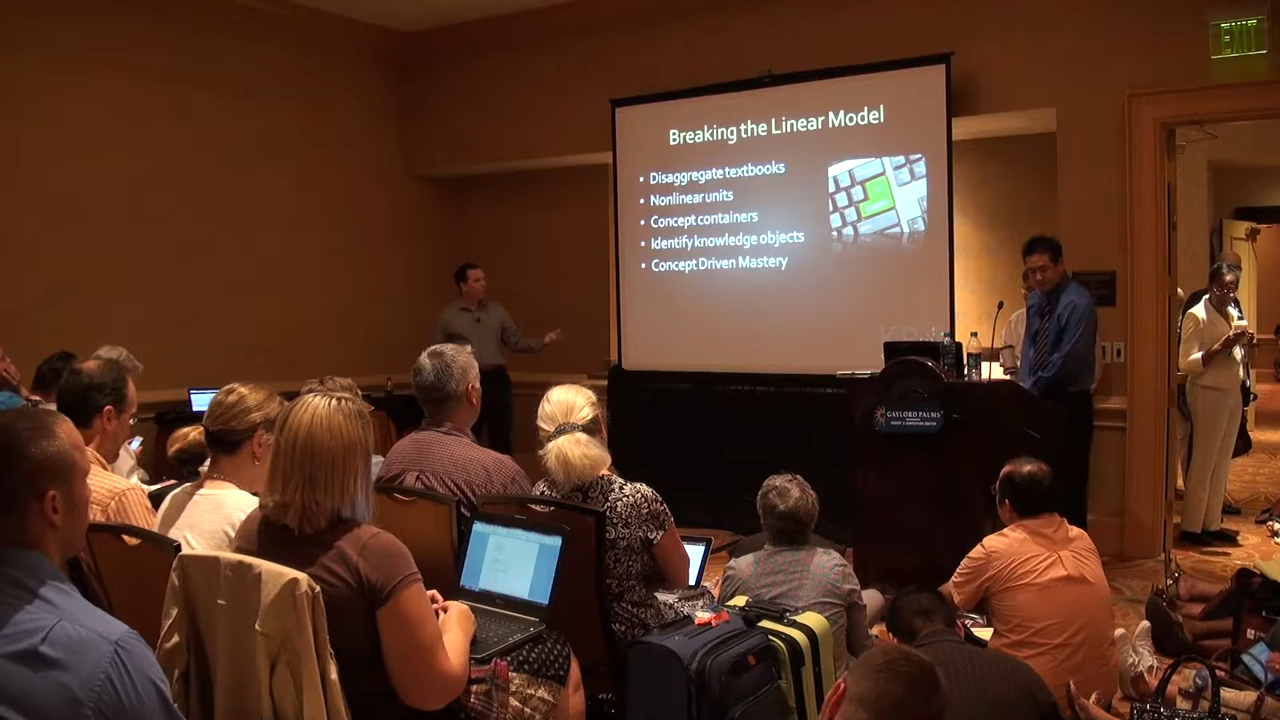 EXIT
Breaking the Linear Model
• Disaggregate textbooks
• Nonlinear units
• Concept containers
• Identify knowledge objects
• Concept Driven Mastery
GAYLORD PALMS